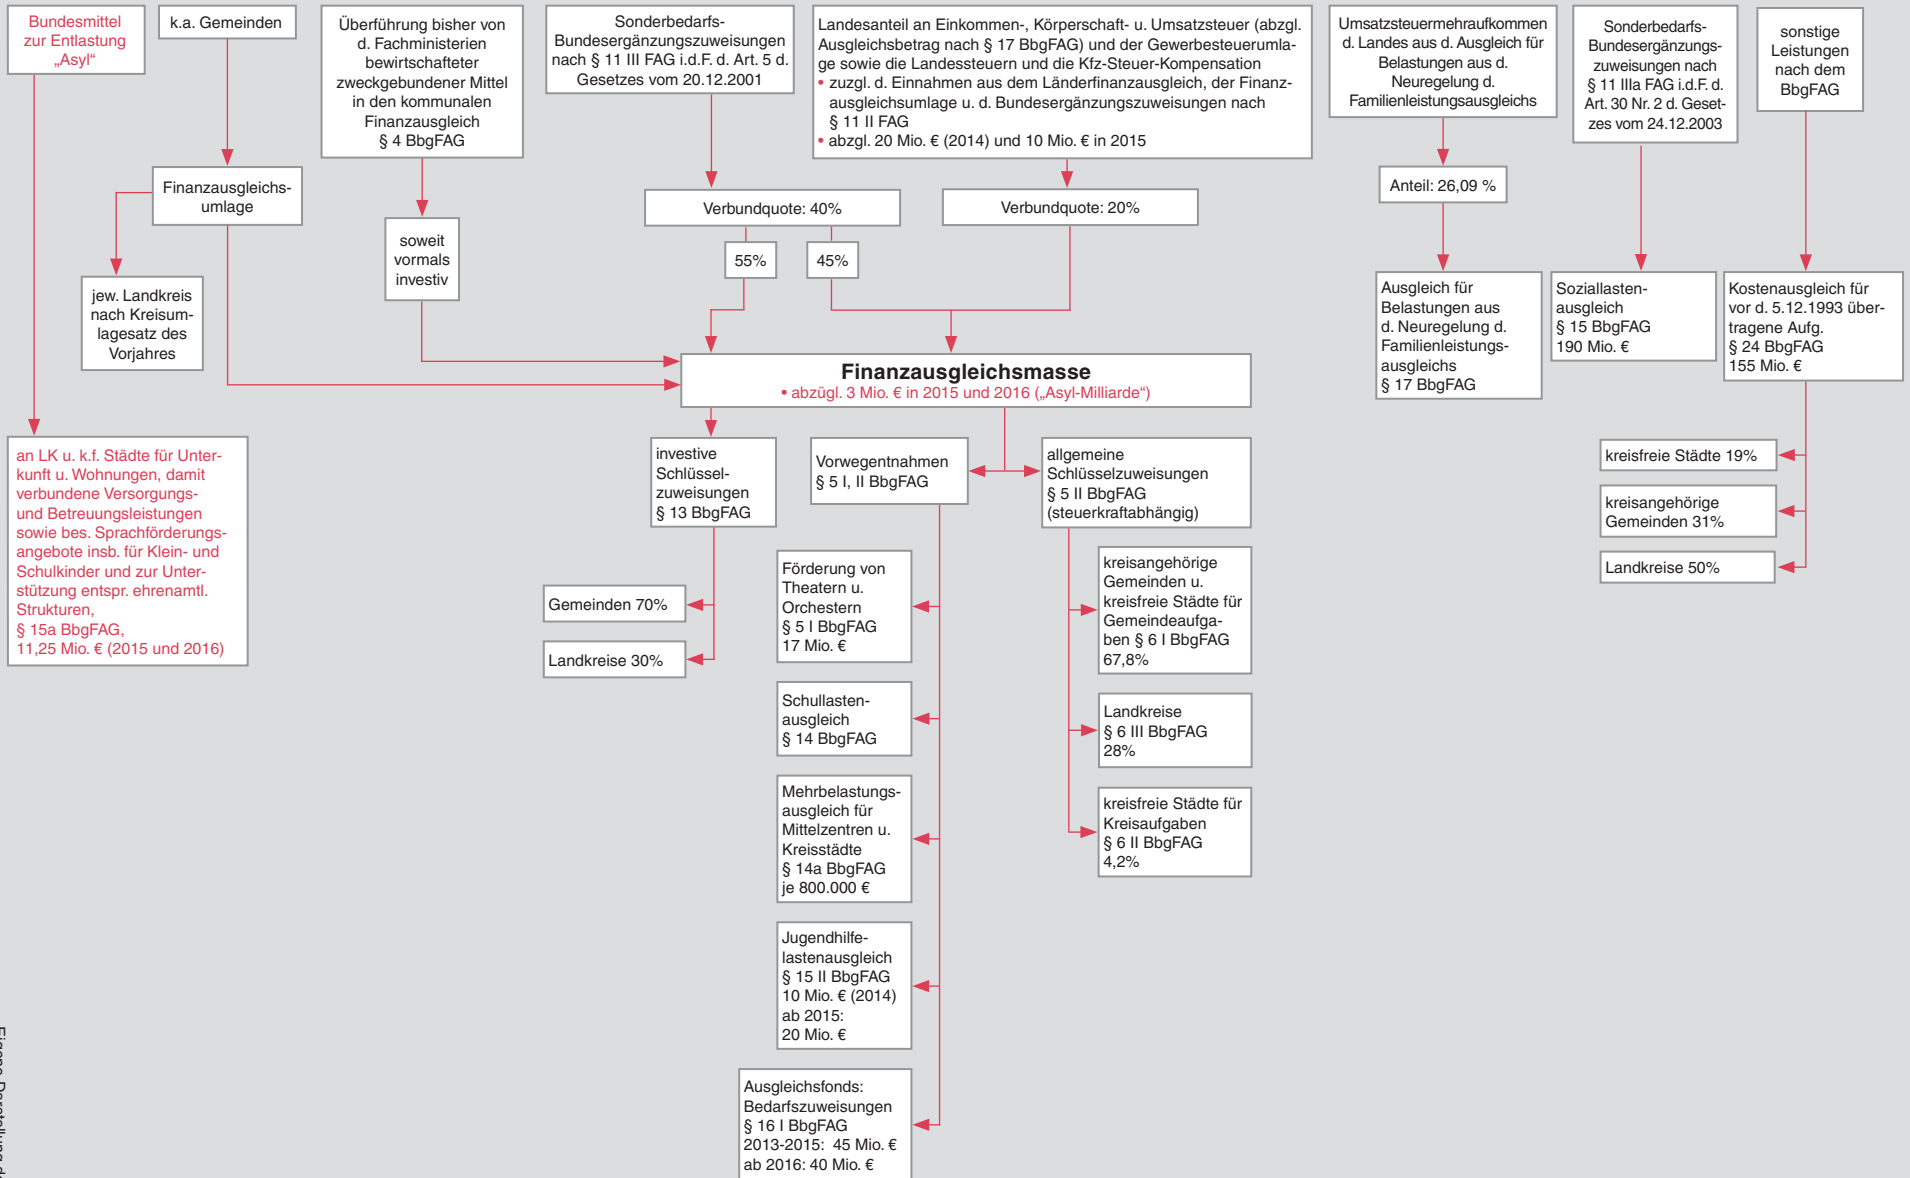 Bundesmittel
zur Entlastung
„Asyl“
k.a. Gemeinden
Überführung bisher von
d. Fachministerien
bewirtschafteter
zweckgebundener Mittel
in den kommunalen
Finanzausgleich
§ 4 BbgFAG
Sonderbedarfs-
Bundesergänzungszuweisungen
nach § 11 III FAG i.d.F. d. Art. 5 d.
Gesetzes vom 20.12.2001
Landesanteil an Einkommen-, Körperschaft- u. Umsatzsteuer (abzgl.
Ausgleichsbetrag nach § 17 BbgFAG) und der Gewerbesteuerumla-
ge sowie die Landessteuern und die Kfz-Steuer-Kompensation
• zuzgl. d. Einnahmen aus dem Länderfinanzausgleich, der Finanz-
ausgleichsumlage u. d. Bundesergänzungszuweisungen nach
§ 11 II FAG
• abzgl. 20 Mio. € (2014) und 10 Mio. € in 2015
Umsatzsteuermehraufkommen
d. Landes aus d. Ausgleich für
Belastungen aus d.
Neuregelung d.
Familienleistungsausgleichs
Sonderbedarfs-
Bundesergänzungs-
zuweisungen nach
§ 11 IIIa FAG i.d.F. d.
Art. 30 Nr. 2 d. Geset-
zes vom 24.12.2003
sonstige
Leistungen
nach dem
BbgFAG
Finanzausgleichs-
umlage
Verbundquote: 40%
Verbundquote: 20%
Anteil: 26,09 %
soweit
vormals
investiv
55%
45%
jew. Landkreis
nach Kreisum-
lagesatz des
Vorjahres
Ausgleich für
Belastungen aus
d. Neuregelung d.
Familienleistungs-
ausgleichs
§ 17 BbgFAG
Soziallasten-
ausgleich
§ 15 BbgFAG
190 Mio. €
Kostenausgleich für
vor d. 5.12.1993 über-
tragene Aufg.
§ 24 BbgFAG
155 Mio. €
Finanzausgleichsmasse
• abzügl. 3 Mio. € in 2015 und 2016 („Asyl-Milliarde“)
an LK u. k.f. Städte für Unter-
kunft u. Wohnungen, damit
verbundene Versorgungs-
und Betreuungsleistungen
sowie bes. Sprachförderungs-
angebote insb. für Klein- und
Schulkinder und zur Unter-
stützung entspr. ehrenamtl.
Strukturen,
§ 15a BbgFAG,
11,25 Mio. € (2015 und 2016)
investive
Schlüssel-
zuweisungen
§ 13 BbgFAG
Vorwegentnahmen
§ 5 I, II BbgFAG
allgemeine
Schlüsselzuweisungen
§ 5 II BbgFAG
(steuerkraftabhängig)
kreisfreie Städte 19%
kreisangehörige
Gemeinden 31%
Landkreise 50%
Gemeinden 70%
Landkreise 30%
Förderung von
Theatern u.
Orchestern
§ 5 I BbgFAG
17 Mio. €
kreisangehörige
Gemeinden u.
kreisfreie Städte für
Gemeindeaufga-
ben § 6 I BbgFAG
67,8%
Schullasten-
ausgleich
§ 14 BbgFAG
Landkreise
§ 6 III BbgFAG
28%
Mehrbelastungs-
ausgleich für
Mittelzentren u.
Kreisstädte
§ 14a BbgFAG
je 800.000 €
kreisfreie Städte für
Kreisaufgaben
§ 6 II BbgFAG
4,2%
Jugendhilfe-
lastenausgleich
§ 15 II BbgFAG
10 Mio. € (2014)
ab 2015:
20 Mio. €
Ausgleichsfonds:
Bedarfszuweisungen
§ 16 I BbgFAG
2013-2015: 45 Mio. €
ab 2016: 40 Mio. €
Eigene Darstellung